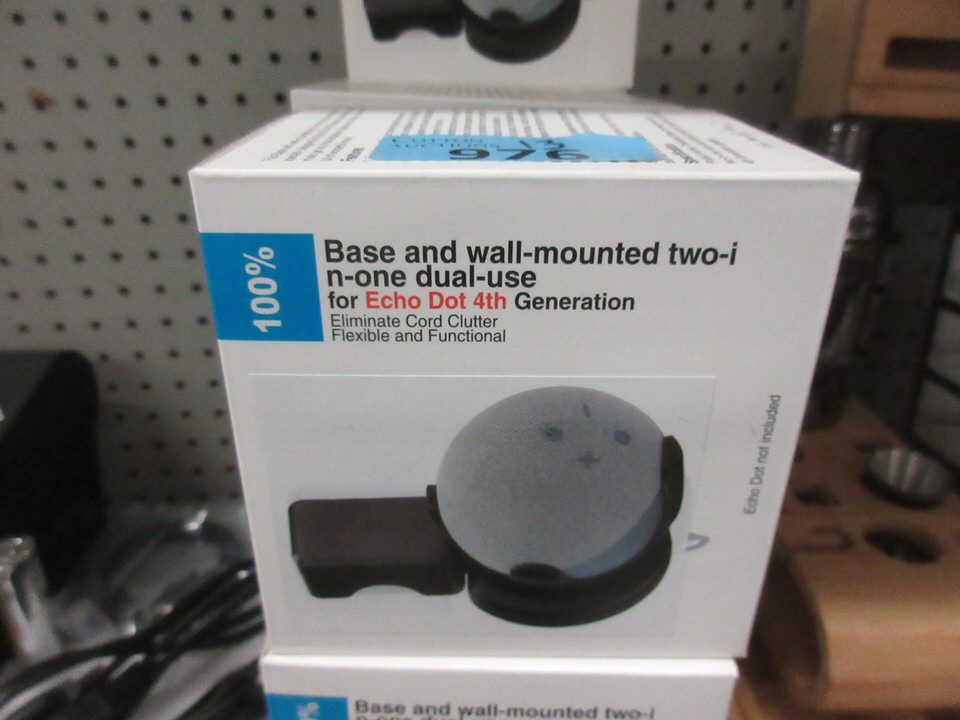 976
100%
Base and wall-mounted two-i
n-one dual-use
for Echo Dot 4th Generation
Eliminate Cord Clutter
Flexible and Functional
Echo Dot not included
Base and wall-mounted two-i